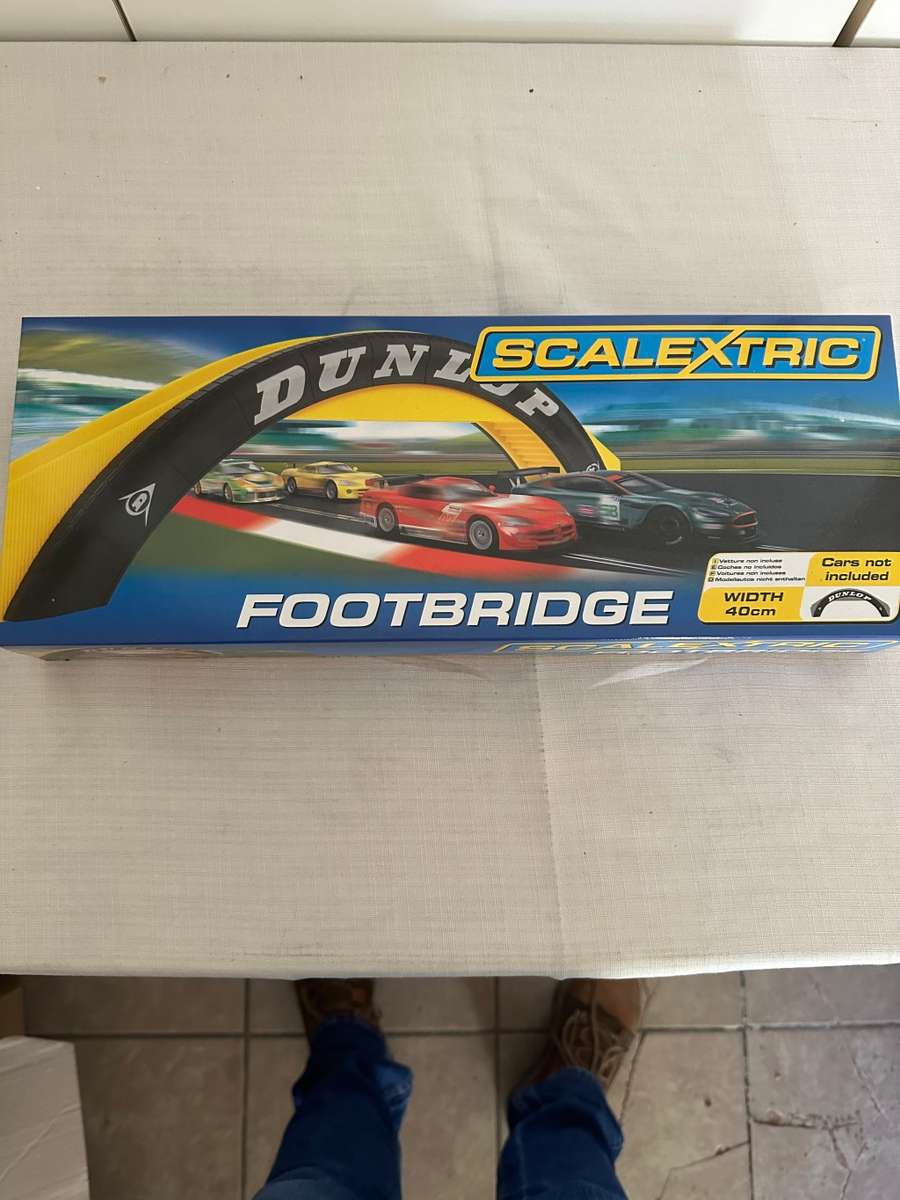 SCALEXTRIC
DUNLOP
FOOTBRIDGE
I Vetture non incluse
E Coches no incluidos
F Voitures non incluses
D Modellautos nicht enthalten
Cars not
included
WIDTH
40cm
DUNLOP
SCALEXTRIC